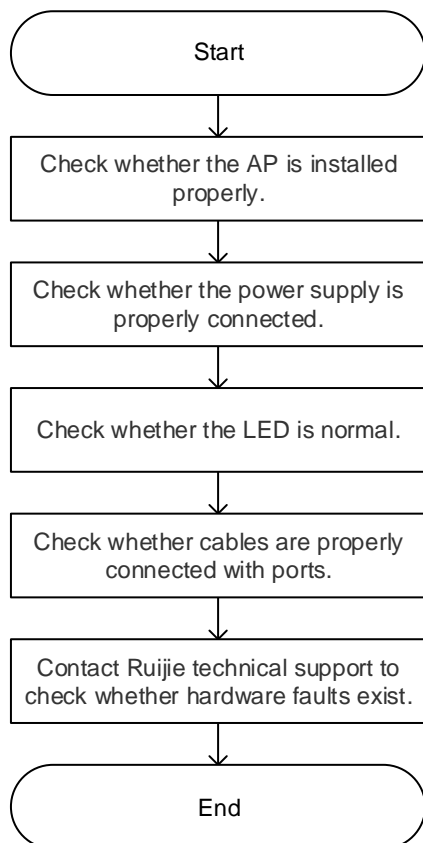 Start
Check whether the AP is installed
properly.
Check whether the power supply is
properly connected.
Check whether the LED is normal.
Check whether cables are properly
connected with ports.
Contact Ruijie technical support to
check whether hardware faults exist.
End